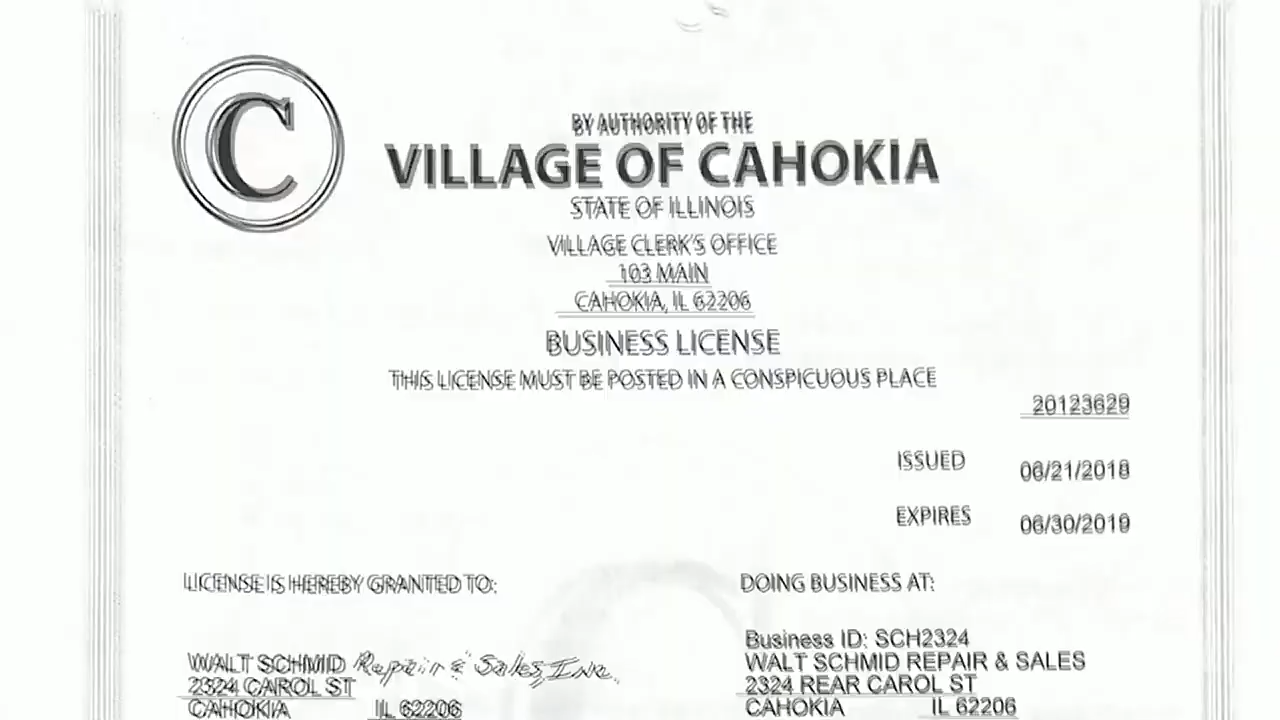 C
BY AUTHORITY OF THE
VILLAGE OF CAHOKIA
STATE OF ILLINOIS
VILLAGE CLERK'S OFFICE
103 MAIN
CAHOKIA, IL 62206
BUSINESS LICENSE
THIS LICENSE MUST BE POSTED IN A CONSPICUOUS PLACE
20123629
ISSUED 06/21/2018
EXPIRES 06/30/2019
LICENSE IS HEREBY GRANTED TO:
WALT SCHMID Repair & Sales, Inc.
2324 CAROL ST
CAHOKIA IL 62206
DOING BUSINESS AT:
Business ID: SCH2324
WALT SCHMID REPAIR & SALES
2324 REAR CAROL ST
CAHOKIA IL 62206